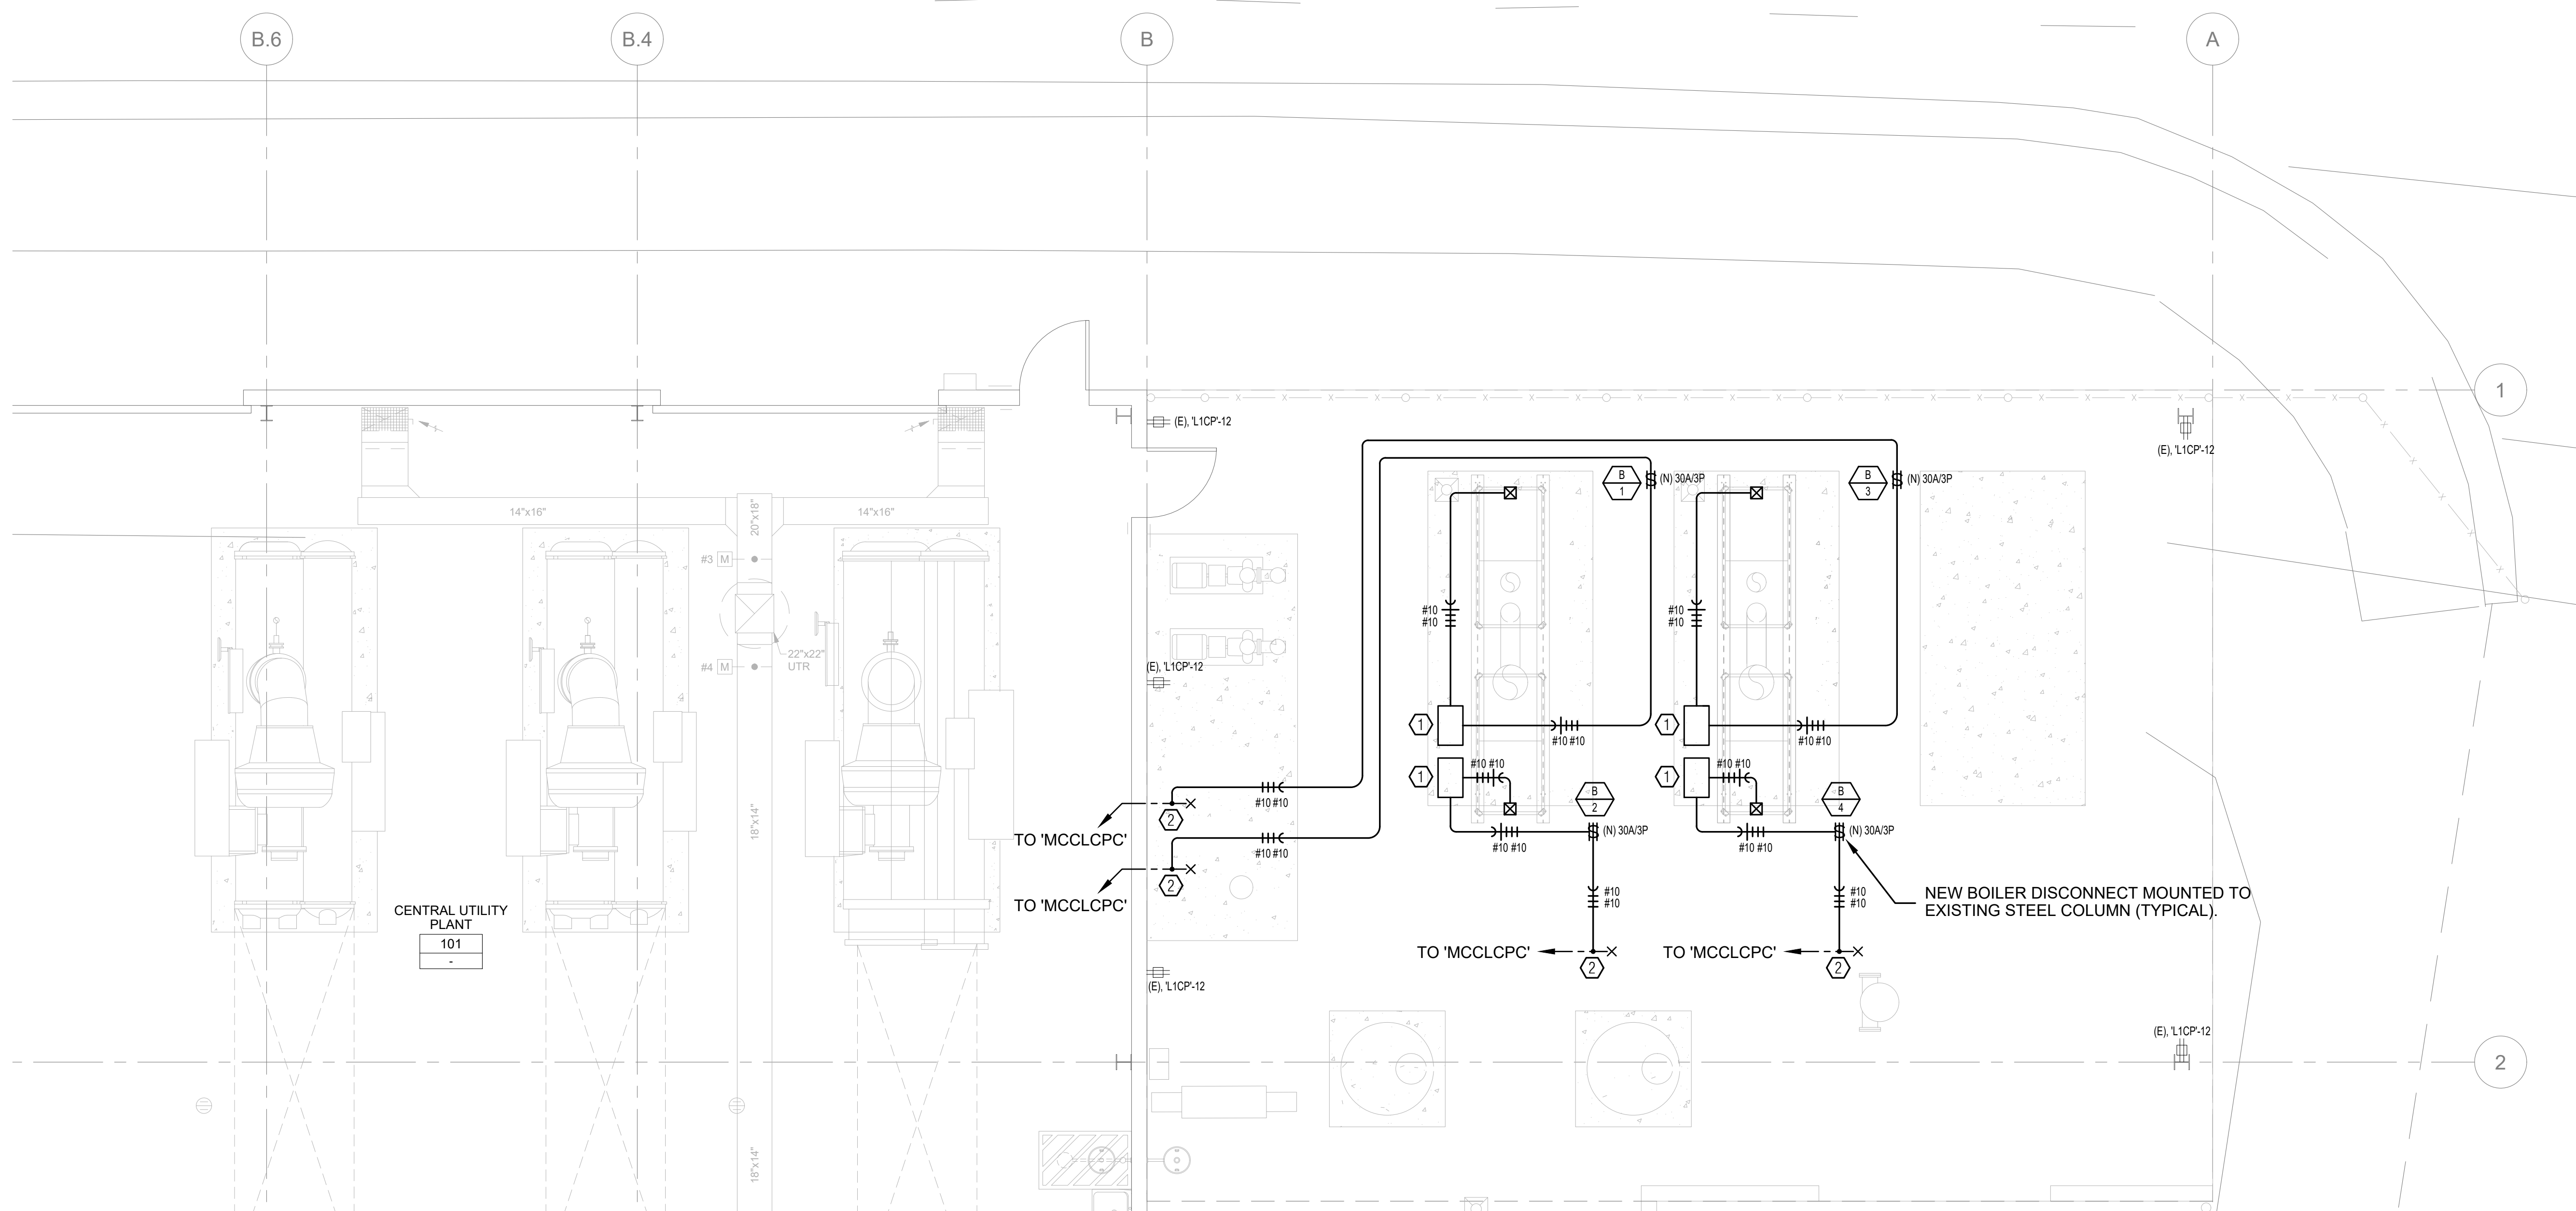 B.6
B.4
B
A
1
(E), 'L1CP'-12
(E), 'L1CP'-12
B
1
(N) 30A/3P
B
3
(N) 30A/3P
14"x16"
20"x18"
14"x16"
#3 M
22"x22"
UTR
#4 M
#10
#10
#10
#10
(E), 'L1CP'-12
1
#10 #10
1
#10 #10
1
#10 #10
1
#10 #10
B
2
(N) 30A/3P
B
4
(N) 30A/3P
#10 #10
2
TO 'MCCLCPC'
18"x14"
#10 #10
#10 #10
#10 #10
2
TO 'MCCLCPC'
#10
#10
#10
#10
NEW BOILER DISCONNECT MOUNTED TO
EXISTING STEEL COLUMN (TYPICAL).
CENTRAL UTILITY
PLANT
101
-
TO 'MCCLCPC'
2
TO 'MCCLCPC'
2
(E), 'L1CP'-12
(E), 'L1CP'-12
2
18"x14"